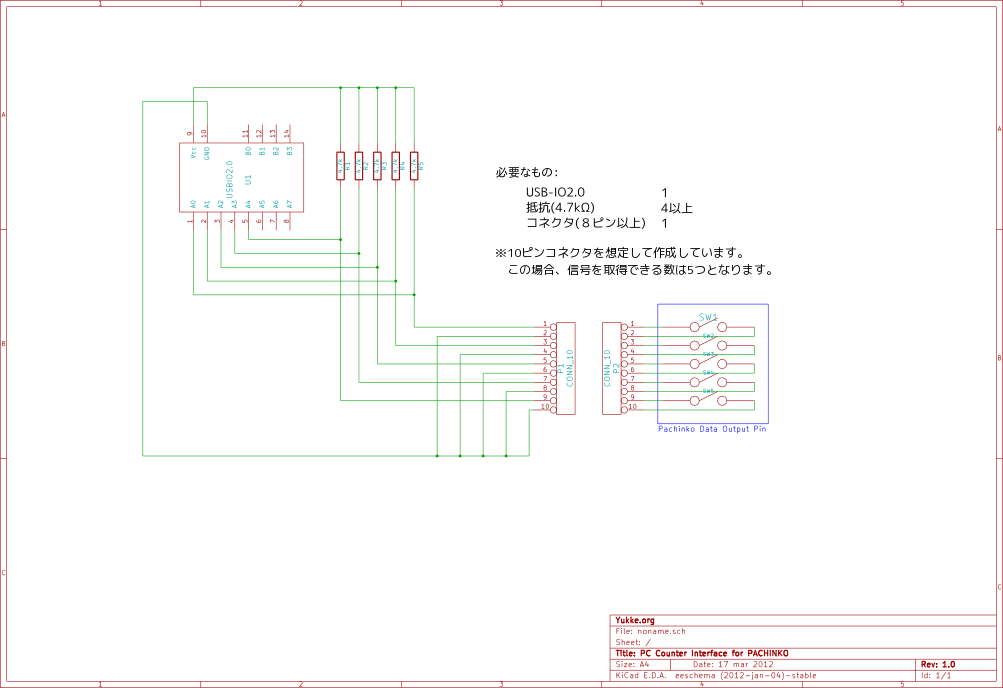 1 2 3 4 5
A
A
9 10 11 12 13 14
Vcc GND B0 B1 B2 B3
USBIO2.0
U1
A0 A1 A2 A3 A4 A5 A6 A7
1 2 3 4 5 6 7 8
4.7k R1 4.7k R2 4.7k R3 4.7k R4 4.7k R5
必要なもの:
USB-IO2.0 1
抵抗(4.7kΩ) 4以上
コネクタ(８ピン以上) 1
※10ピンコネクタを想定して作成しています。
この場合、信号を取得できる数は5つとなります。
B
B
1 2 3 4 5 6 7 8 9 10
P1
CONN_10
CONN_10
P2
1 2 3 4 5 6 7 8 9 10
SW1
SW2
SW3
SW4
SW5
Pachinko Data Output Pin
C
C
Yukke.org
File: noname.sch
Sheet: /
Title: PC Counter Interface for PACHINKO
Size: A4 Date: 17 mar 2012 Rev: 1.0
KiCad E.D.A. eeschema (2012-jan-04)-stable Id: 1/1
1 2 3 4 5